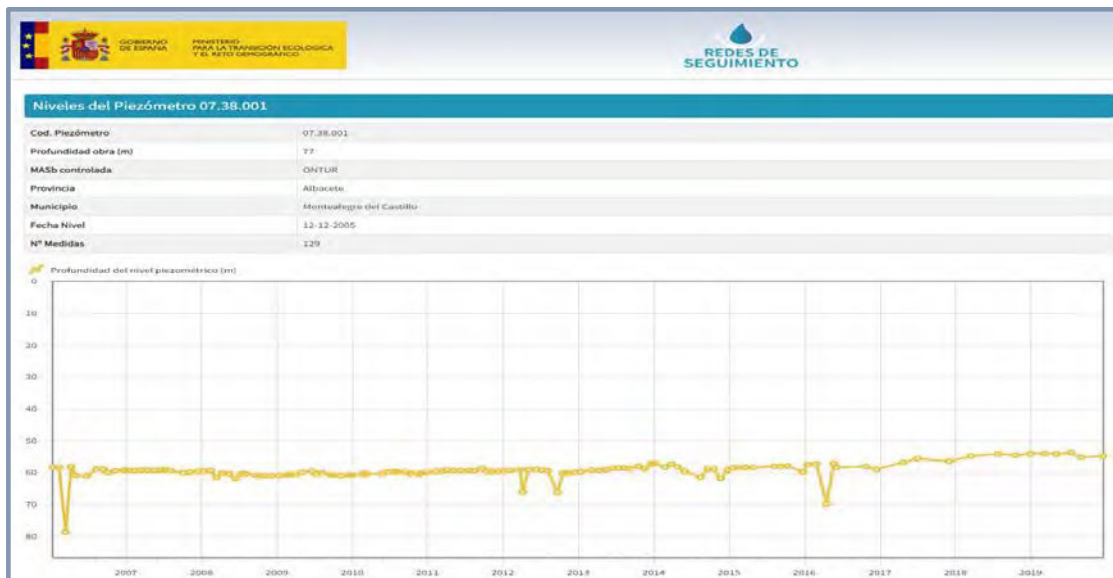 GOBIERNO DE ESPAÑA
MINISTERIO
PARA LA TRANSICIÓN ECOLÓGICA
Y EL RETO DEMOGRÁFICO
REDES DE
SEGUIMIENTO
Niveles del Piezómetro 07.38.001
Cod. Piezómetro 07.38.001
Profundidad obra (m) 77
MASb controlada ONTUR
Provincia Albacete
Municipio Montealegre del Castillo
Fecha Nivel 12-12-2005
Nº Medidas 129
Profundidad del nivel piezométrico (m)
0
10
20
30
40
50
60
70
80
2007 2008 2009 2010 2011 2012 2013 2014 2015 2016 2017 2018 2019